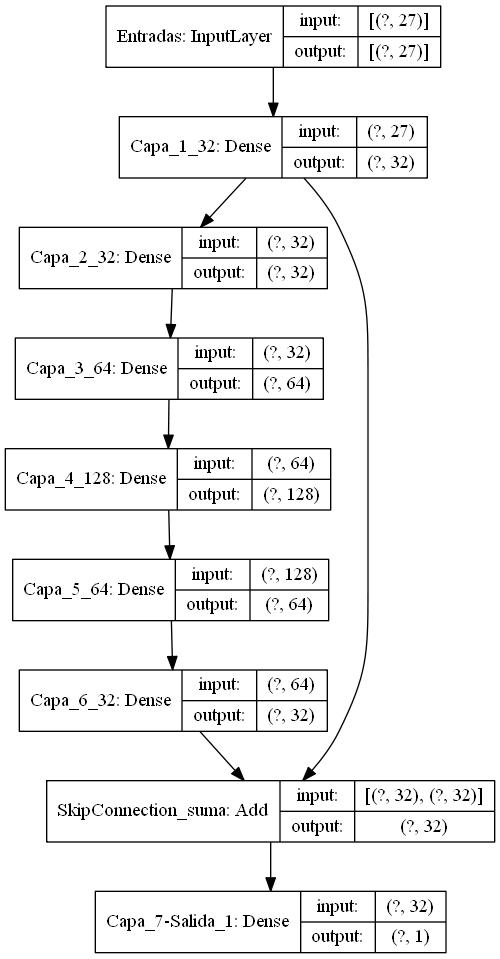 Entradas: InputLayer
input: [(?, 27)]
output: [(?, 27)]
Capa_1_32: Dense
input: (?, 27)
output: (?, 32)
Capa_2_32: Dense
input: (?, 32)
output: (?, 32)
Capa_3_64: Dense
input: (?, 32)
output: (?, 64)
Capa_4_128: Dense
input: (?, 64)
output: (?, 128)
Capa_5_64: Dense
input: (?, 128)
output: (?, 64)
Capa_6_32: Dense
input: (?, 64)
output: (?, 32)
SkipConnection_suma: Add
input: [(?, 32), (?, 32)]
output: (?, 32)
Capa_7-Salida_1: Dense
input: (?, 32)
output: (?, 1)